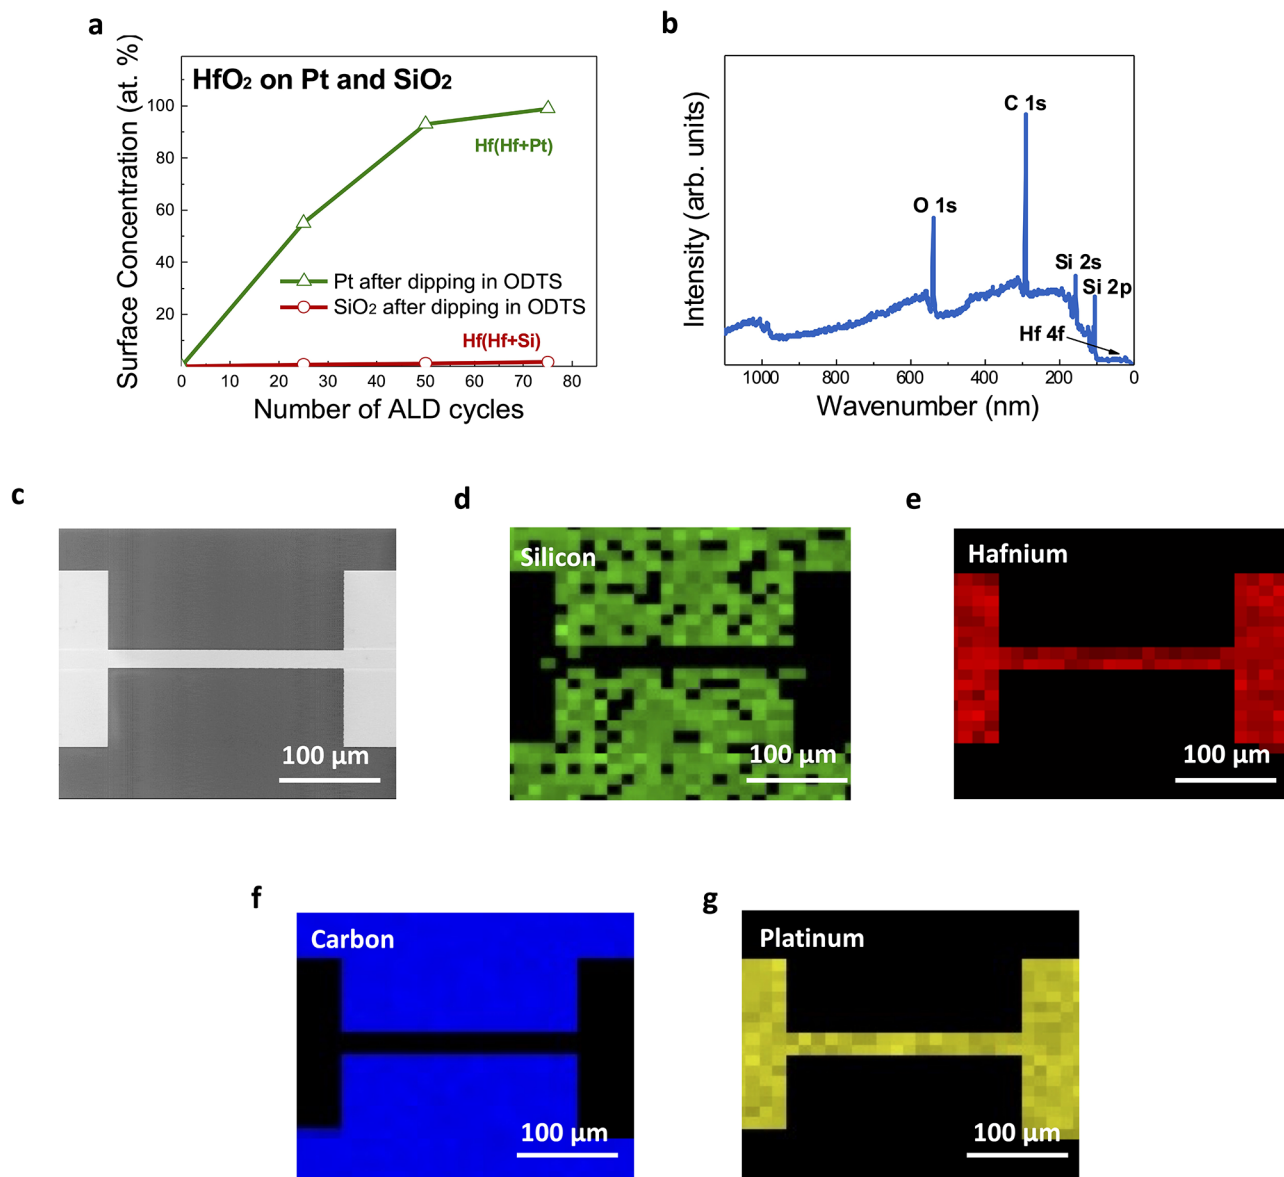 a
HfO2 on Pt and SiO2
Surface Concentration (at. %)
100
80
60
40
20
Hf(Hf+Pt)
Pt after dipping in ODTS
SiO2 after dipping in ODTS
Hf(Hf+Si)
0 10 20 30 40 50 60 70 80
Number of ALD cycles
b
Intensity (arb. units)
C 1s
O 1s
Si 2s
Si 2p
Hf 4f
1000 800 600 400 200 0
Wavenumber (nm)
c
100 μm
d
Silicon
100 μm
e
Hafnium
100 μm
f
Carbon
100 μm
g
Platinum
100 μm